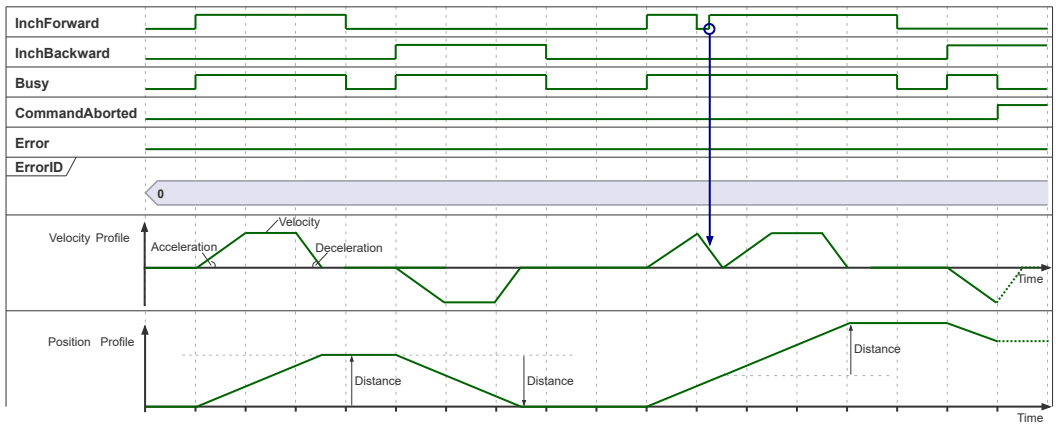 InchForward
InchBackward
Busy
CommandAborted
Error
ErrorID
0
Velocity Profile
Velocity
Acceleration
Deceleration
Time
Position Profile
Distance
Distance
Distance
Time